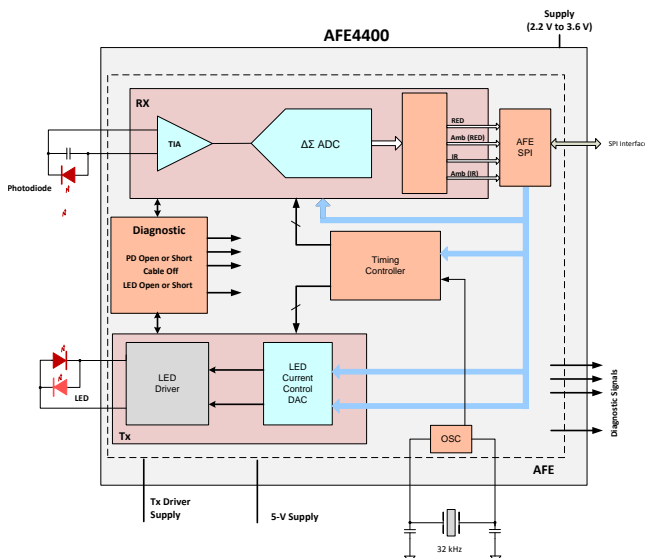 Supply
(2.2 V to 3.6 V)
AFE4400
RX
TIA
ΔΣ ADC
RED
Amb (RED)
IR
Amb (IR)
AFE
SPI
SPI Interface
Photodiode
Diagnostic
PD Open or Short
Cable Off
LED Open or Short
Timing
Controller
LED
Driver
LED
Current
Control
DAC
LED
Tx
OSC
Diagnostic Signals
AFE
Tx Driver
Supply
5-V Supply
32 kHz